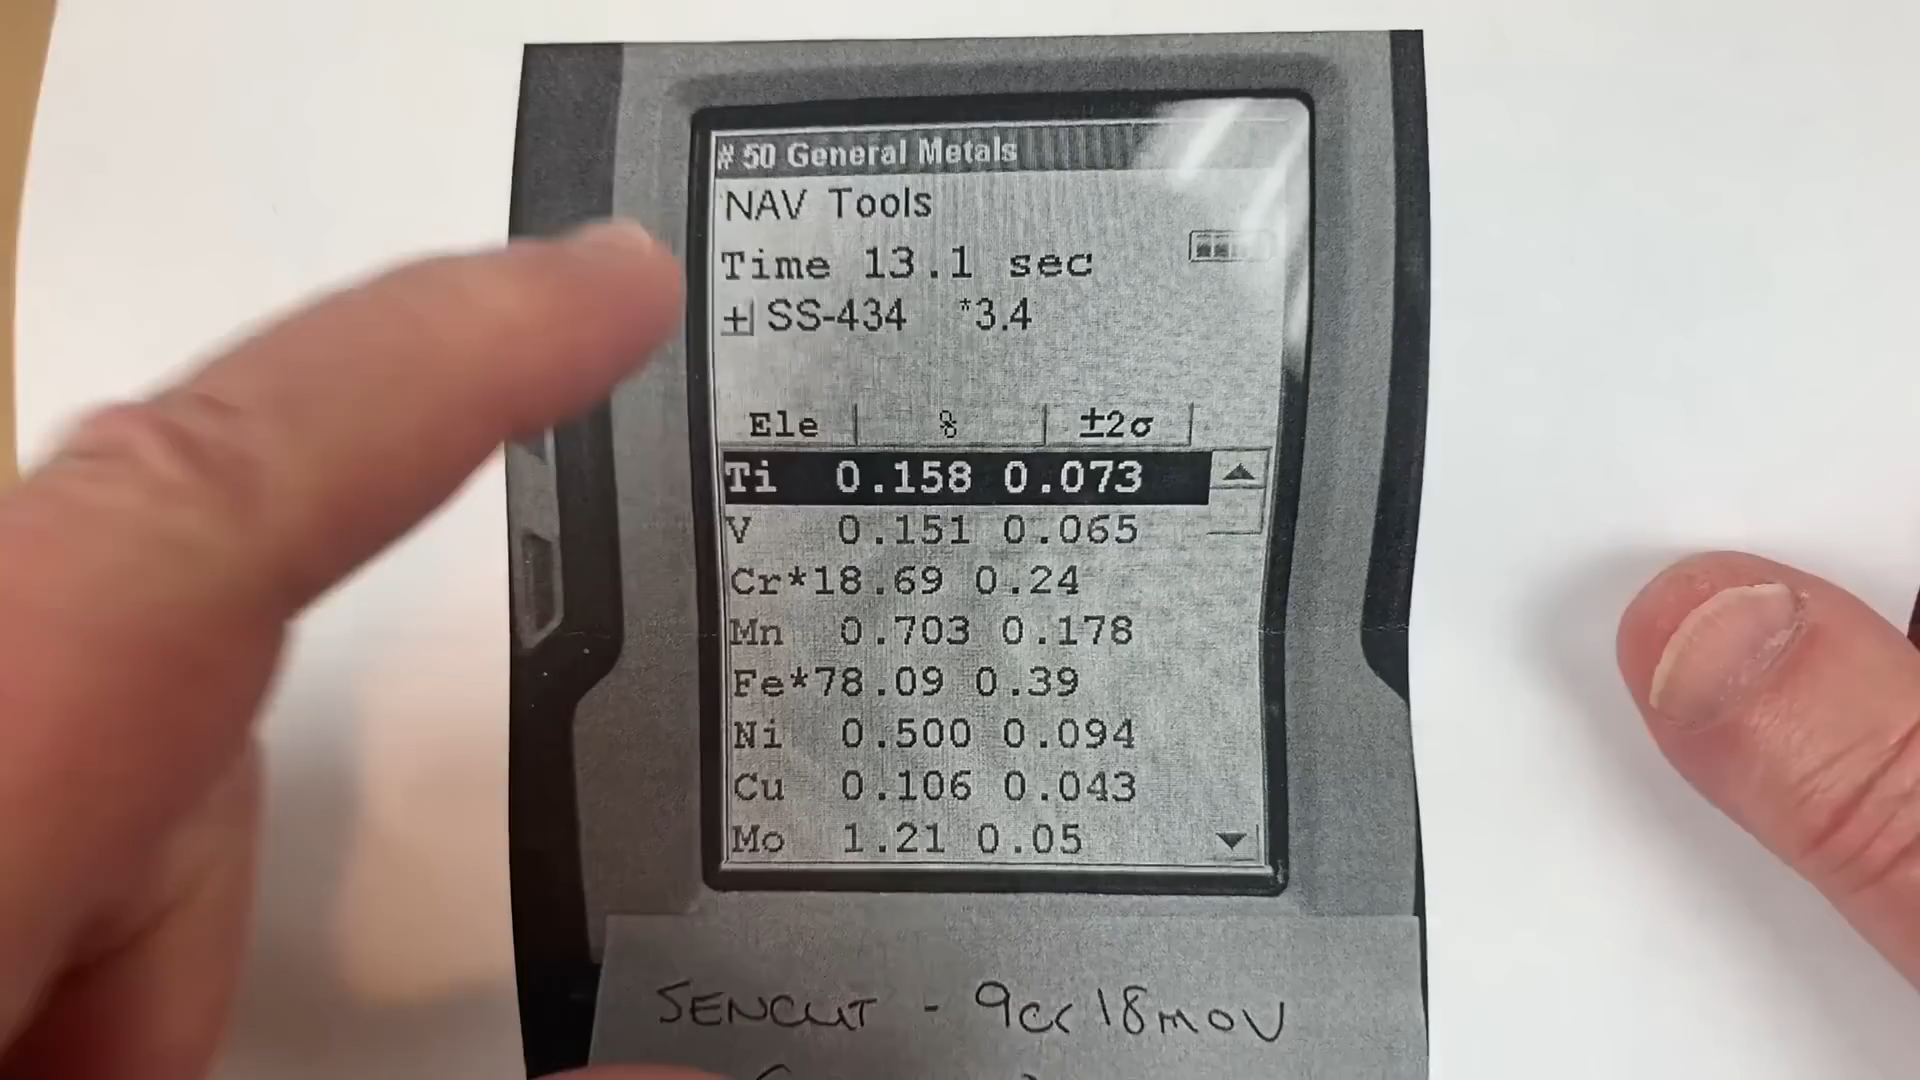 # 50 General Metals
NAV Tools
Time 13.1 sec
+ SS-434 *3.4
Ele % ±2σ
Ti 0.158 0.073
V 0.151 0.065
Cr*18.69 0.24
Mn 0.703 0.178
Fe*78.09 0.39
Ni 0.500 0.094
Cu 0.106 0.043
Mo 1.21 0.05
SENCUT - 9Cr18MOV